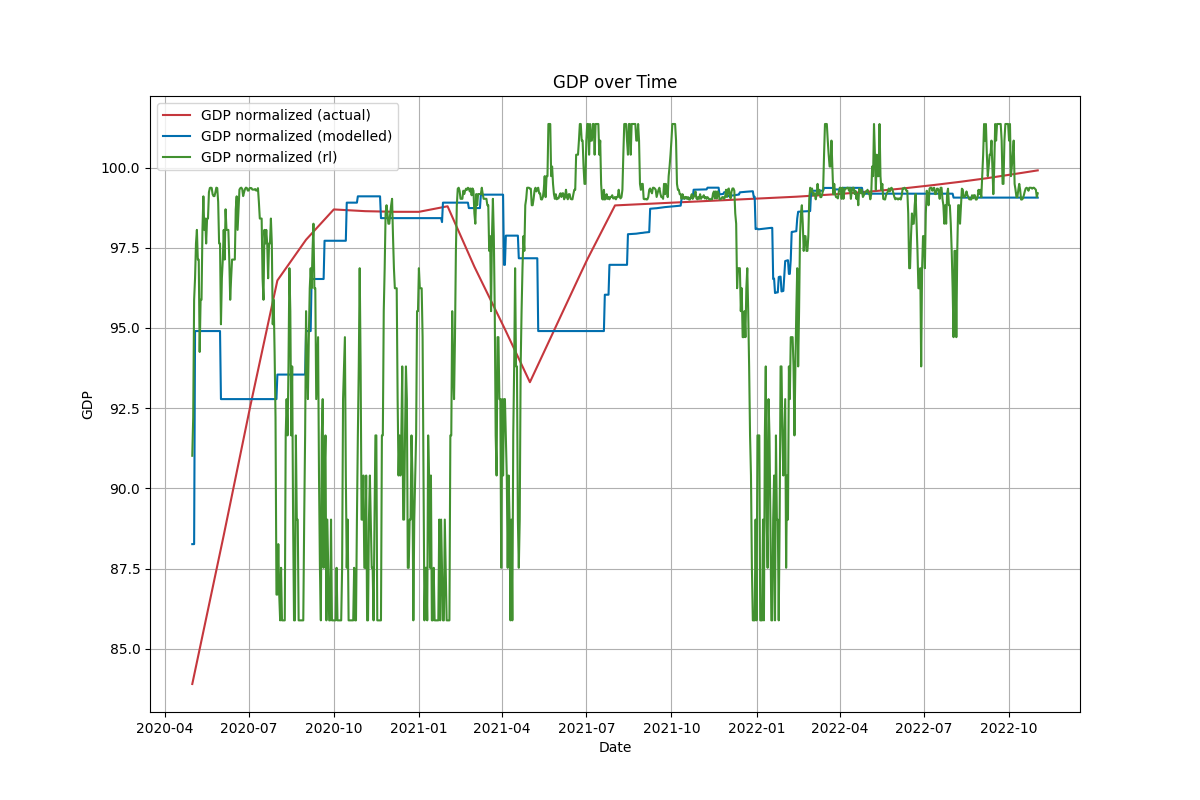 GDP over Time
GDP normalized (actual)
GDP normalized (modelled)
GDP normalized (rl)
100.0
97.5
95.0
92.5
90.0
87.5
85.0
GDP
2020-04 2020-07 2020-10 2021-01 2021-04 2021-07 2021-10 2022-01 2022-04 2022-07 2022-10
Date